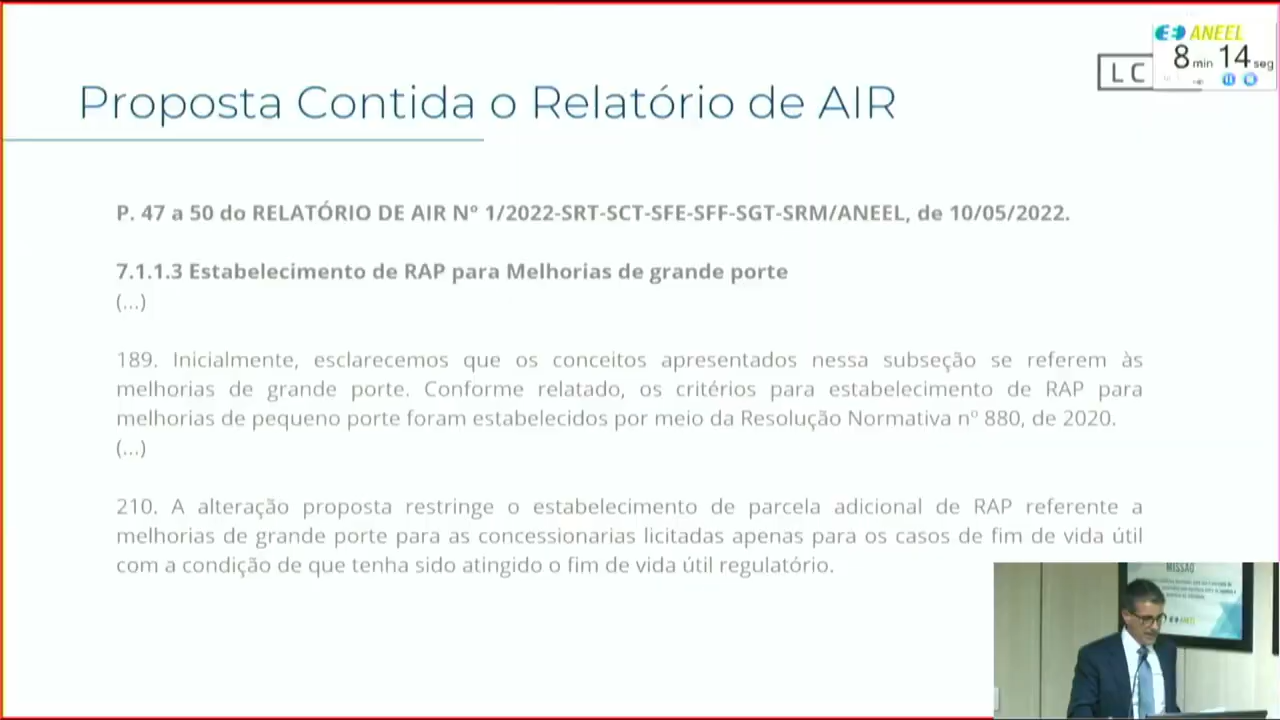 ANEEL
8 min 14 seg
LC
Proposta Contida o Relatório de AIR
P. 47 a 50 do RELATÓRIO DE AIR Nº 1/2022-SRT-SCT-SFE-SFF-SGT-SRM/ANEEL, de 10/05/2022.
7.1.1.3 Estabelecimento de RAP para Melhorias de grande porte
(...)
189. Inicialmente, esclarecemos que os conceitos apresentados nessa subseção se referem às
melhorias de grande porte. Conforme relatado, os critérios para estabelecimento de RAP para
melhorias de pequeno porte foram estabelecidos por meio da Resolução Normativa nº 880, de 2020.
(...)
210. A alteração proposta restringe o estabelecimento de parcela adicional de RAP referente a
melhorias de grande porte para as concessionarias licitadas apenas para os casos de fim de vida útil
com a condição de que tenha sido atingido o fim de vida útil regulatório.
MISSÃO
ANEEL